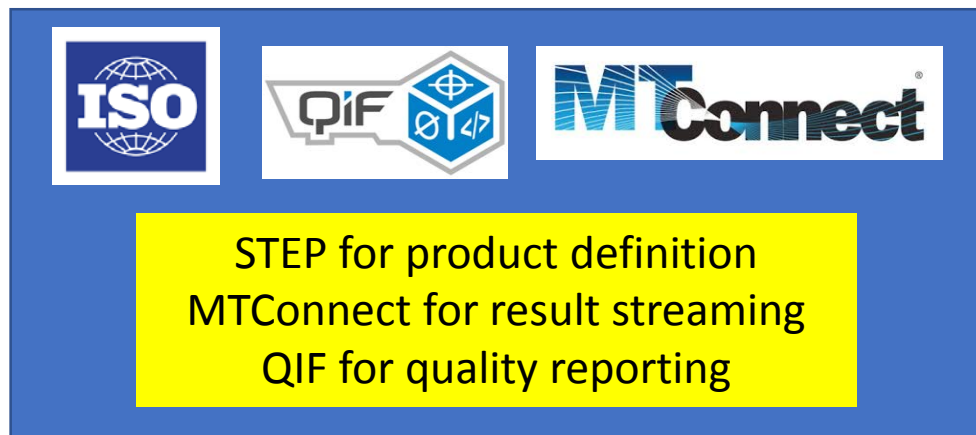 ISO
QiF
MTConnect®
STEP for product definition
MTConnect for result streaming
QIF for quality reporting